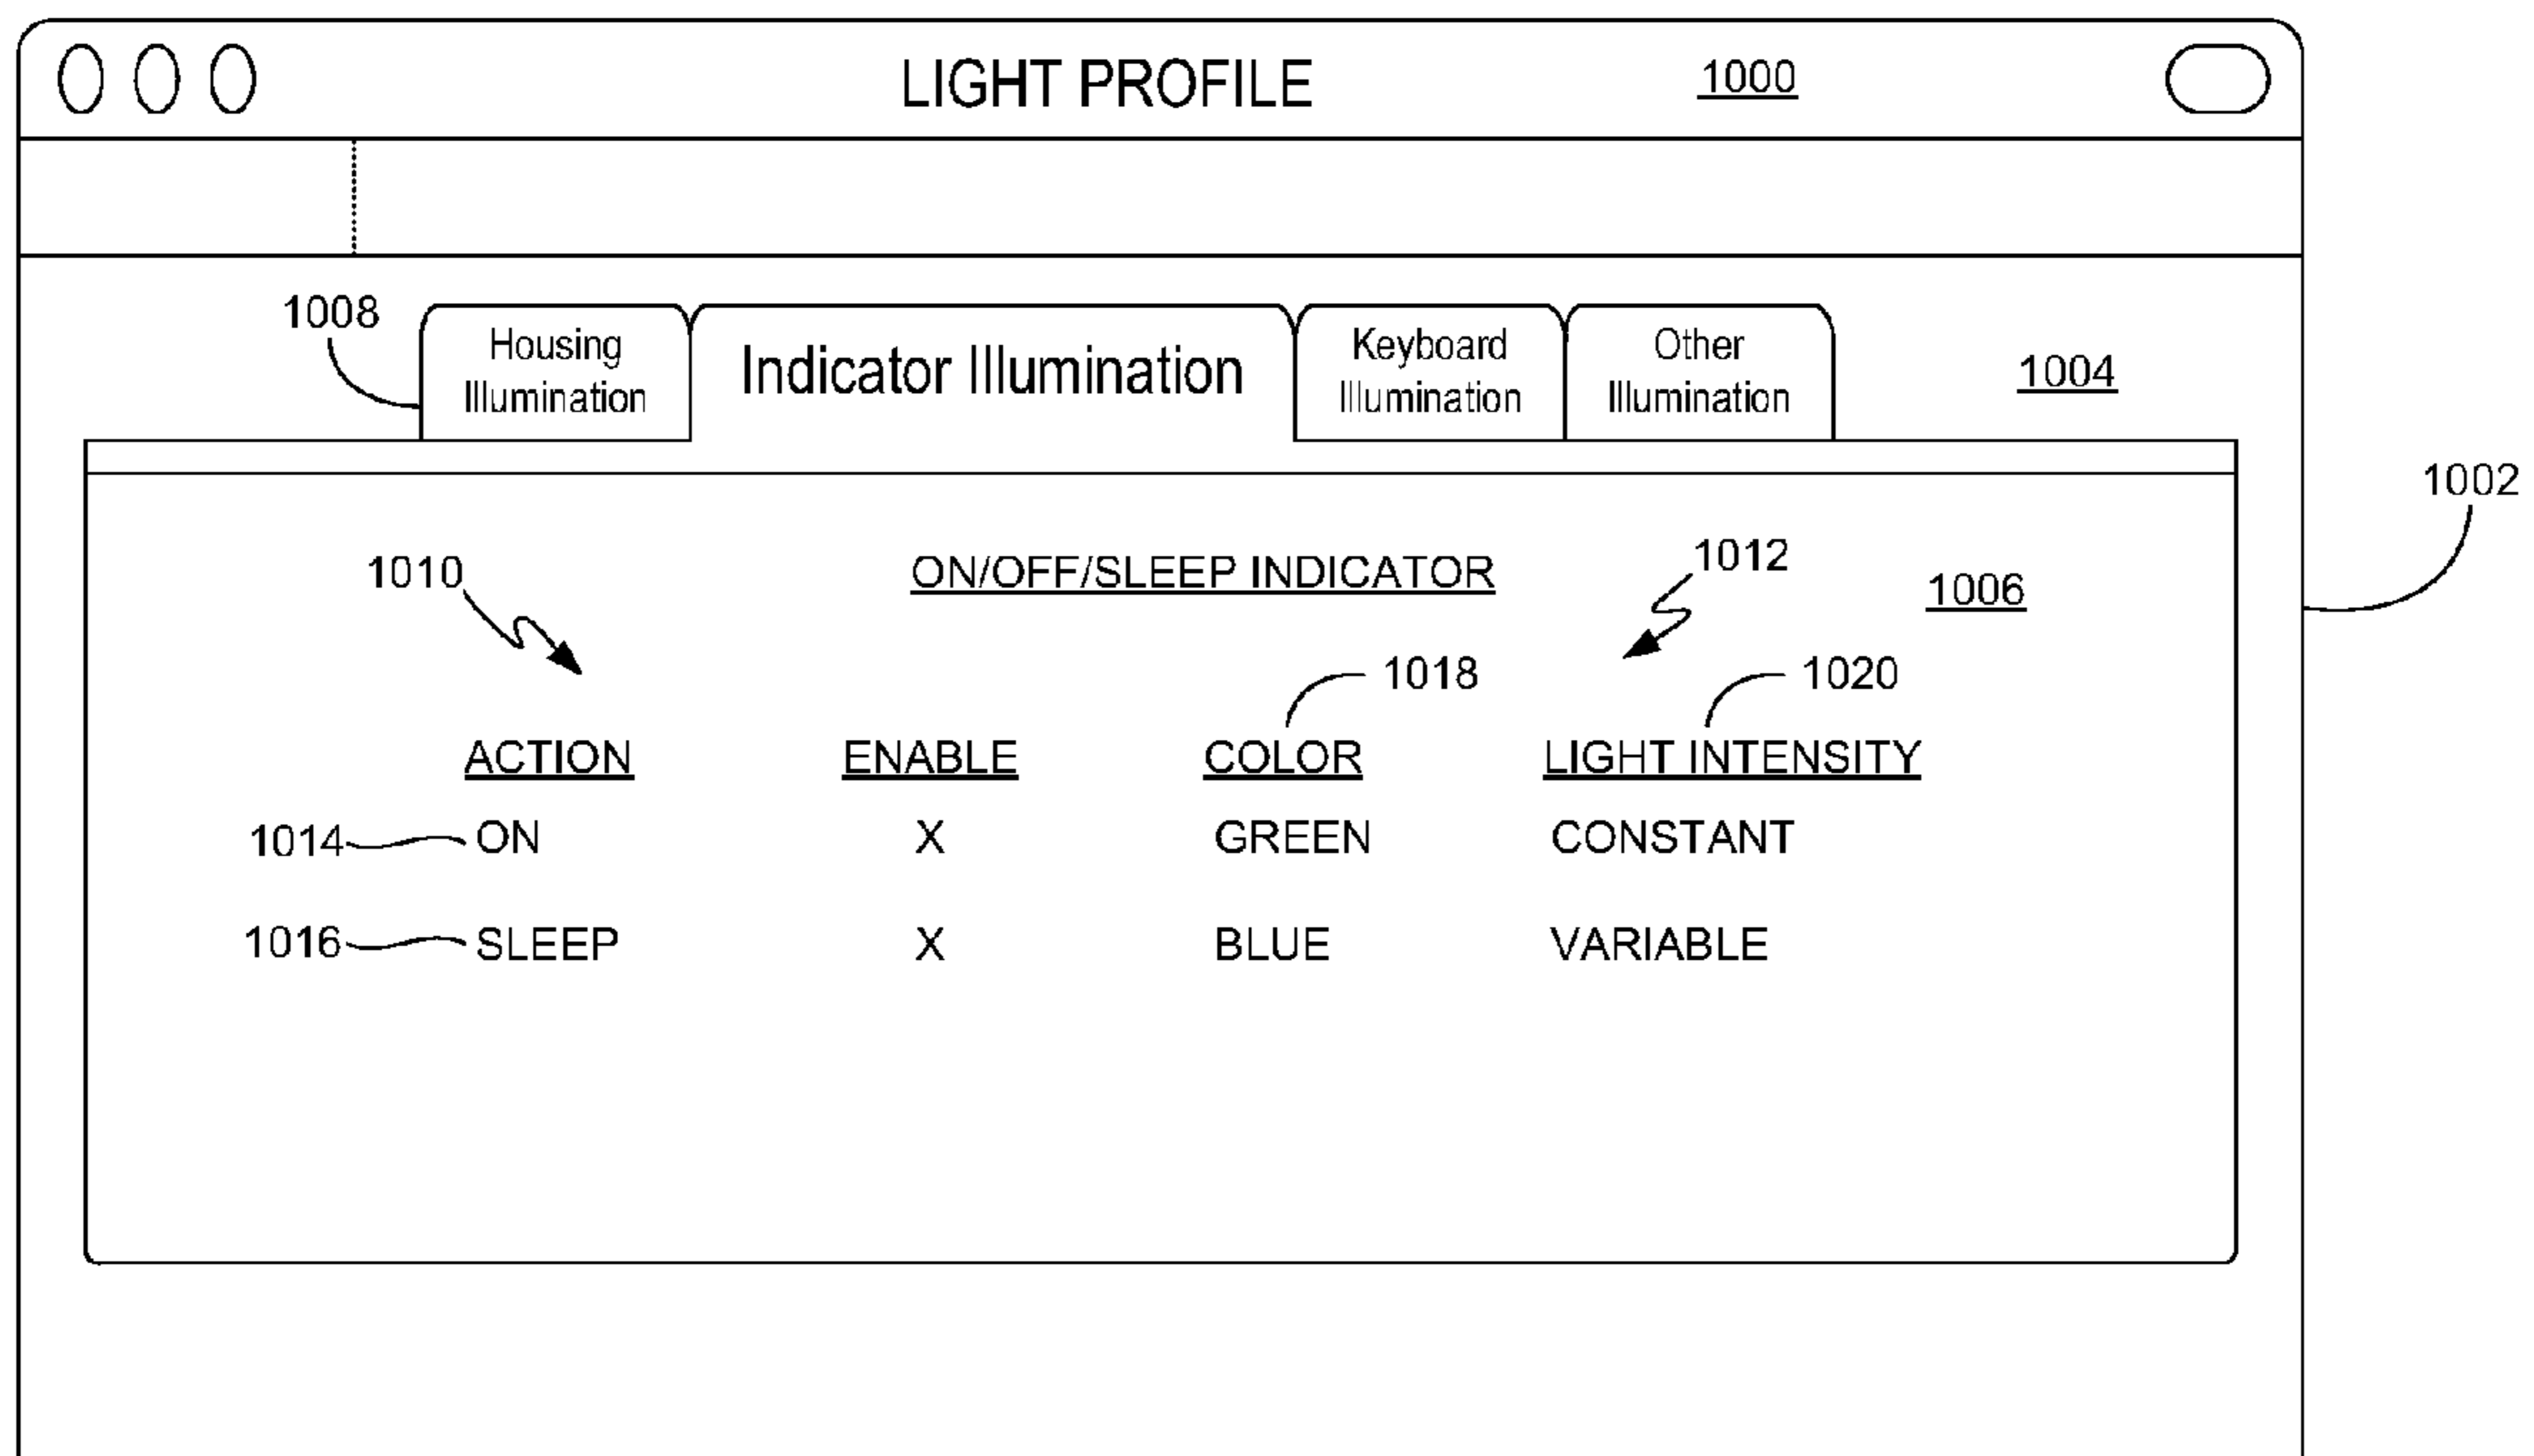 LIGHT PROFILE 1000
1008
Housing
Illumination
Indicator Illumination
Keyboard
Illumination
Other
Illumination
1004
1002
1010 ON/OFF/SLEEP INDICATOR 1012
1006
1018 1020
ACTION ENABLE COLOR LIGHT INTENSITY
1014 ON X GREEN CONSTANT
1016 SLEEP X BLUE VARIABLE